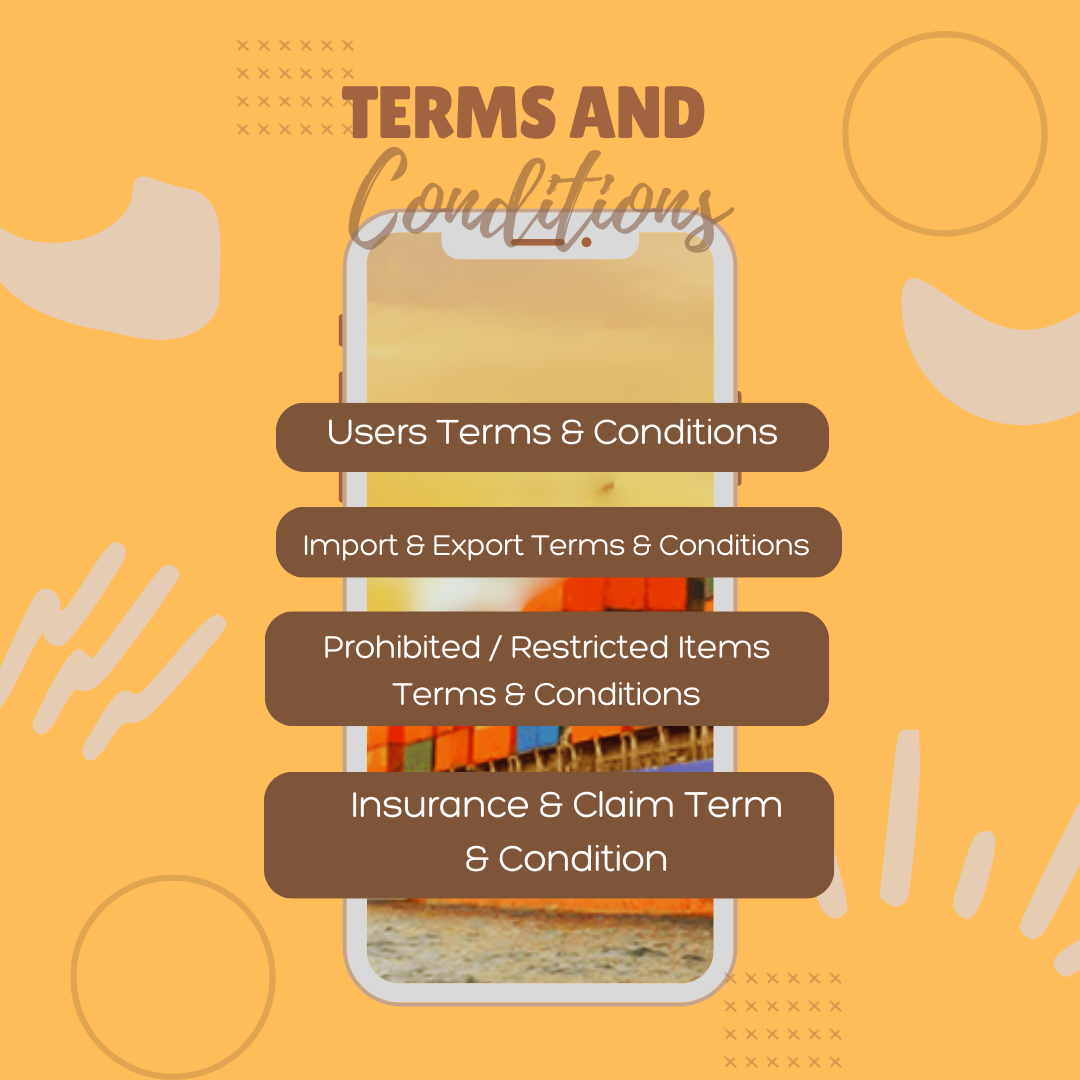 TERMS AND
Conditions
Users Terms & Conditions
Import & Export Terms & Conditions
Prohibited / Restricted Items
Terms & Conditions
Insurance & Claim Term
& Condition